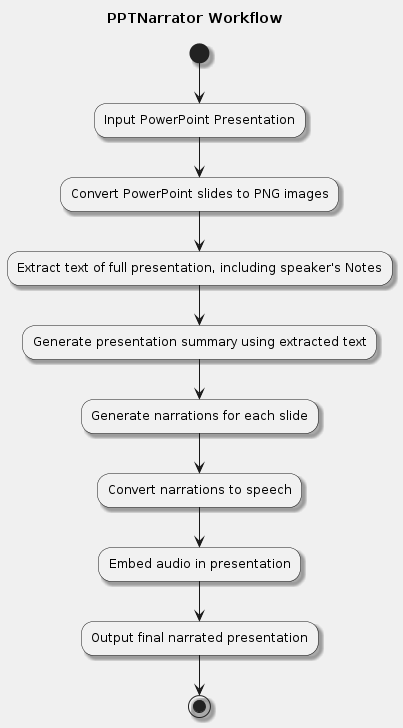 PPTNarrator Workflow
Input PowerPoint Presentation
Convert PowerPoint slides to PNG images
Extract text of full presentation, including speaker's Notes
Generate presentation summary using extracted text
Generate narrations for each slide
Convert narrations to speech
Embed audio in presentation
Output final narrated presentation